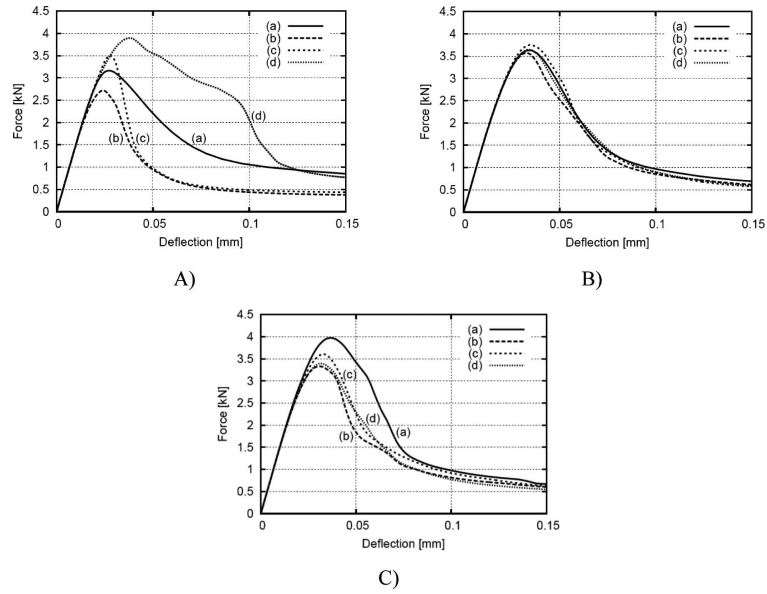 4.5
4
3.5
3
2.5
2
1.5
1
0.5
0
Force [kN]
0
0.05
0.1
0.15
Deflection [mm]
(a)
(b)
(c)
(d)
(d)
(a)
(b)
(c)
A)
4.5
4
3.5
3
2.5
2
1.5
1
0.5
0
Force [kN]
0
0.05
0.1
0.15
Deflection [mm]
(a)
(b)
(c)
(d)
B)
4.5
4
3.5
3
2.5
2
1.5
1
0.5
0
Force [kN]
0
0.05
0.1
0.15
Deflection [mm]
(a)
(b)
(c)
(d)
(c)
(d)
(b)
(a)
C)